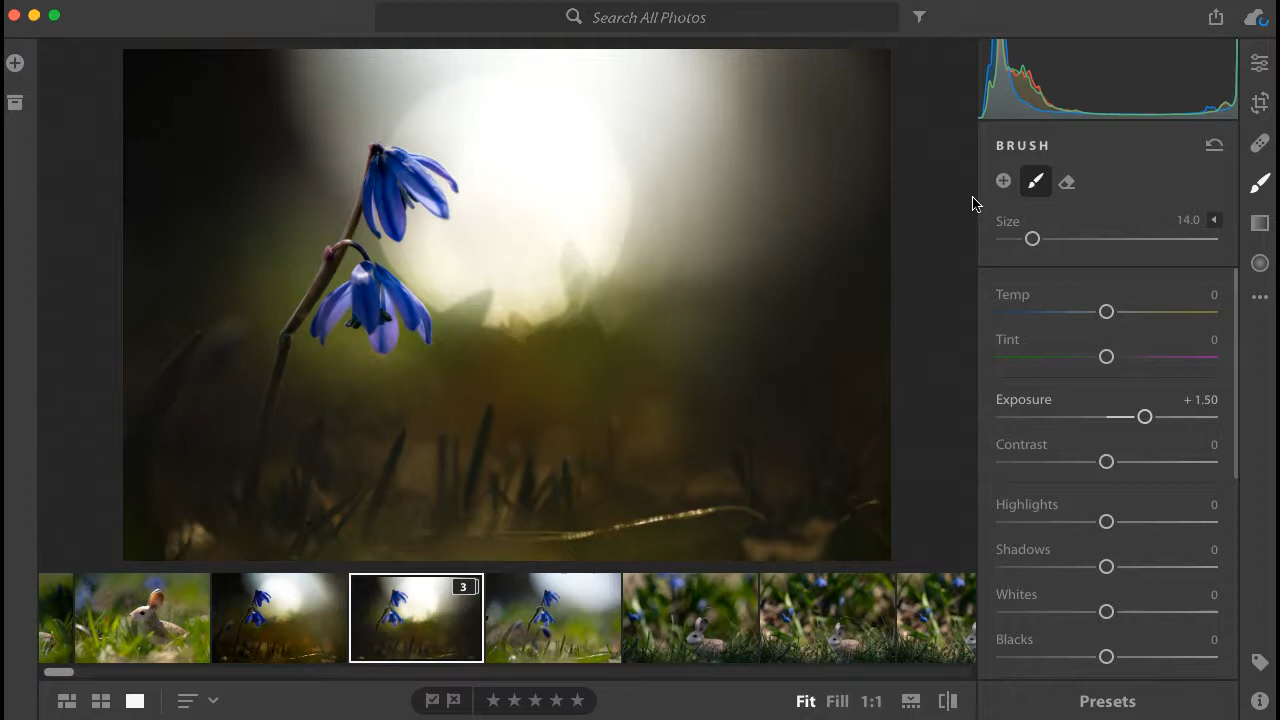 Search All Photos
BRUSH
Size 14.0
Temp 0
Tint 0
Exposure + 1.50
Contrast 0
Highlights 0
Shadows 0
Whites 0
Blacks 0
3
Fit Fill 1:1
Presets